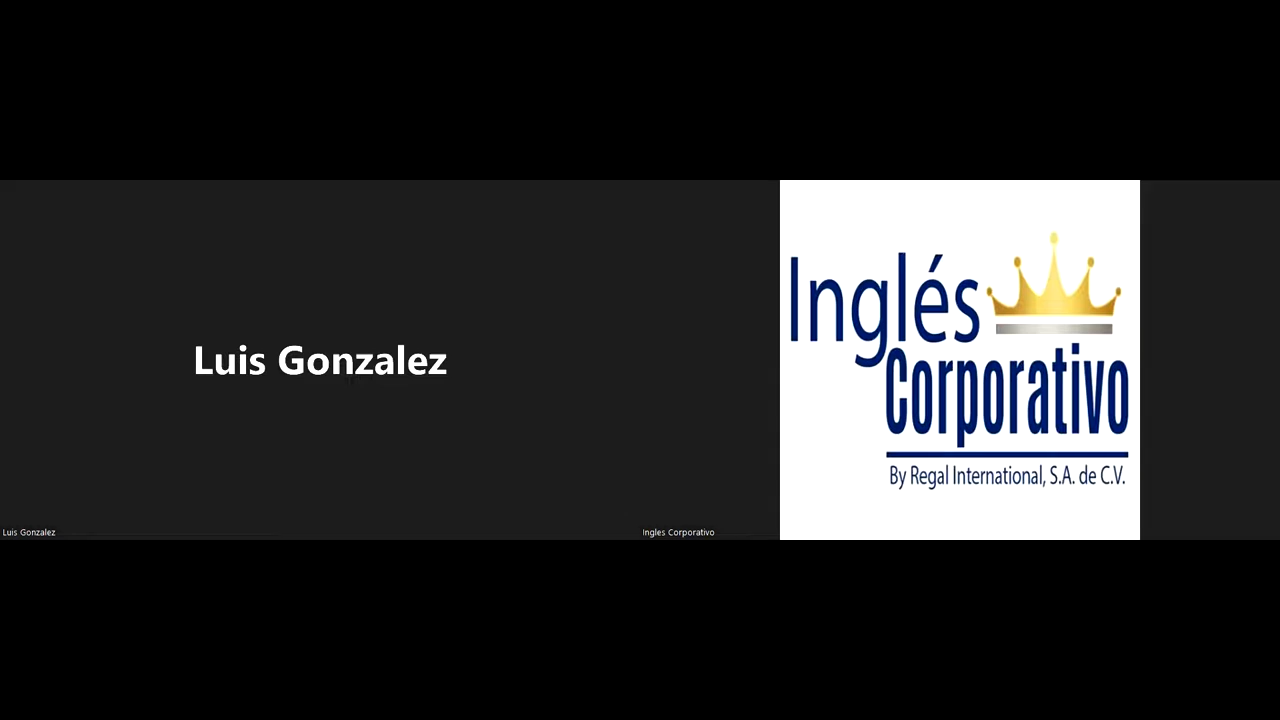 Luis Gonzalez
Luis Gonzalez
Inglés
Corporativo
By Regal International, S.A. de C.V.
Ingles Corporativo